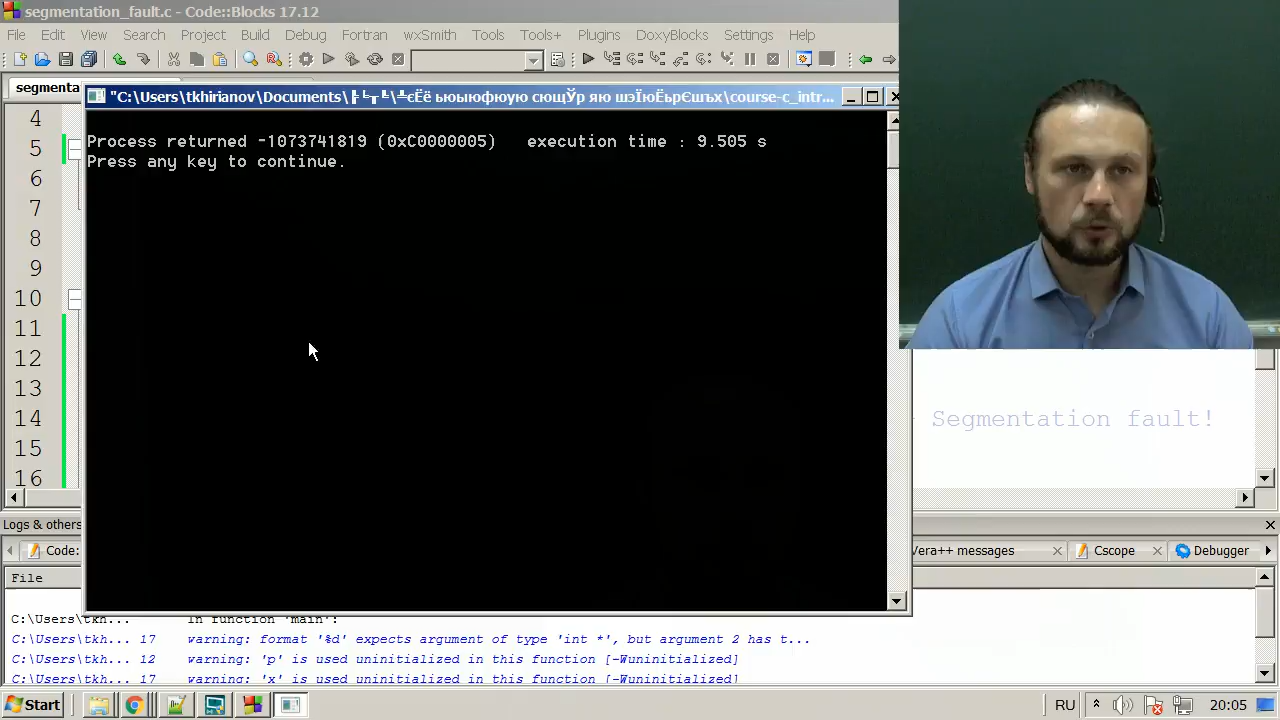 segmentation_fault.c - Code::Blocks 17.12
File Edit View Search Project Build Debug Fortran wxSmith Tools Tools+ Plugins DoxyBlocks Settings Help
segmenta
"C:\Users\tkhirianov\Documents\
\course-c_intr...
4
5
6
7
8
9
10
11
12
13
14
15
16
Process returned -1073741819 (0xC0000005) execution time : 9.505 s
Press any key to continue.
Segmentation fault!
Logs & others
Code: Vera++ messages Cscope Debugger
File
C:\Users\tkh... In function 'main':
C:\Users\tkh... 17 warning: format '%d' expects argument of type 'int *', but argument 2 has t...
C:\Users\tkh... 12 warning: 'p' is used uninitialized in this function [-Wuninitialized]
C:\Users\tkh... 17 warning: 'x' is used uninitialized in this function [-Wuninitialized]
Start RU 20:05